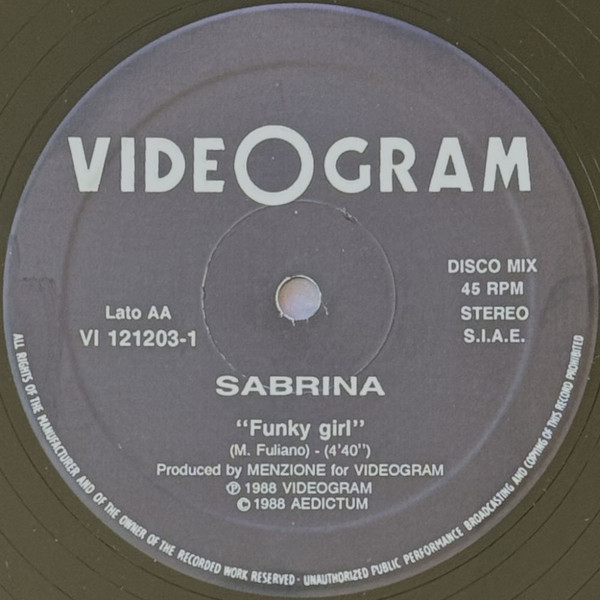 VIDEOGRAM
DISCO MIX
45 RPM
STEREO
S.I.A.E.
Lato AA
VI 121203-1
SABRINA
"Funky girl"
(M. Fuliano) - (4'40")
Produced by MENZIONE for VIDEOGRAM
℗ 1988 VIDEOGRAM
© 1988 AEDICTUM
ALL RIGHTS OF THE MANUFACTURER AND OF THE OWNER OF THE RECORDED WORK RESERVED · UNAUTHORIZED PUBLIC PERFORMANCE BROADCASTING AND COPYING OF THIS RECORD PROHIBITED